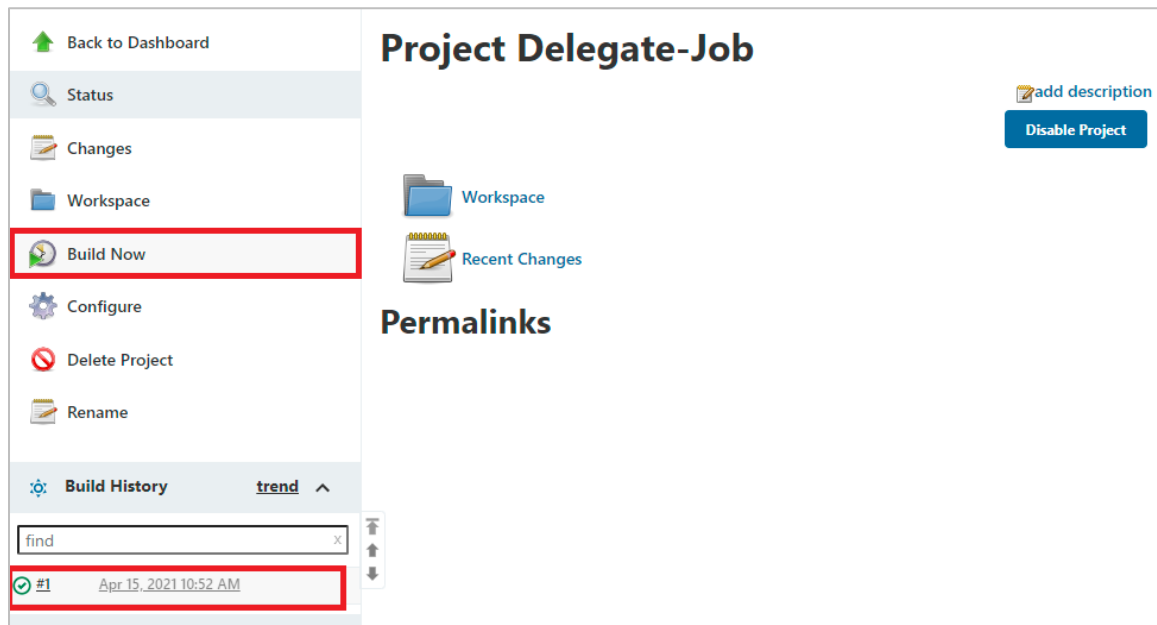 Back to Dashboard
Status
Changes
Workspace
Build Now
Configure
Delete Project
Rename
Build History trend
find x
#1 Apr 15, 2021 10:52 AM
Project Delegate-Job
add description
Disable Project
Workspace
Recent Changes
Permalinks